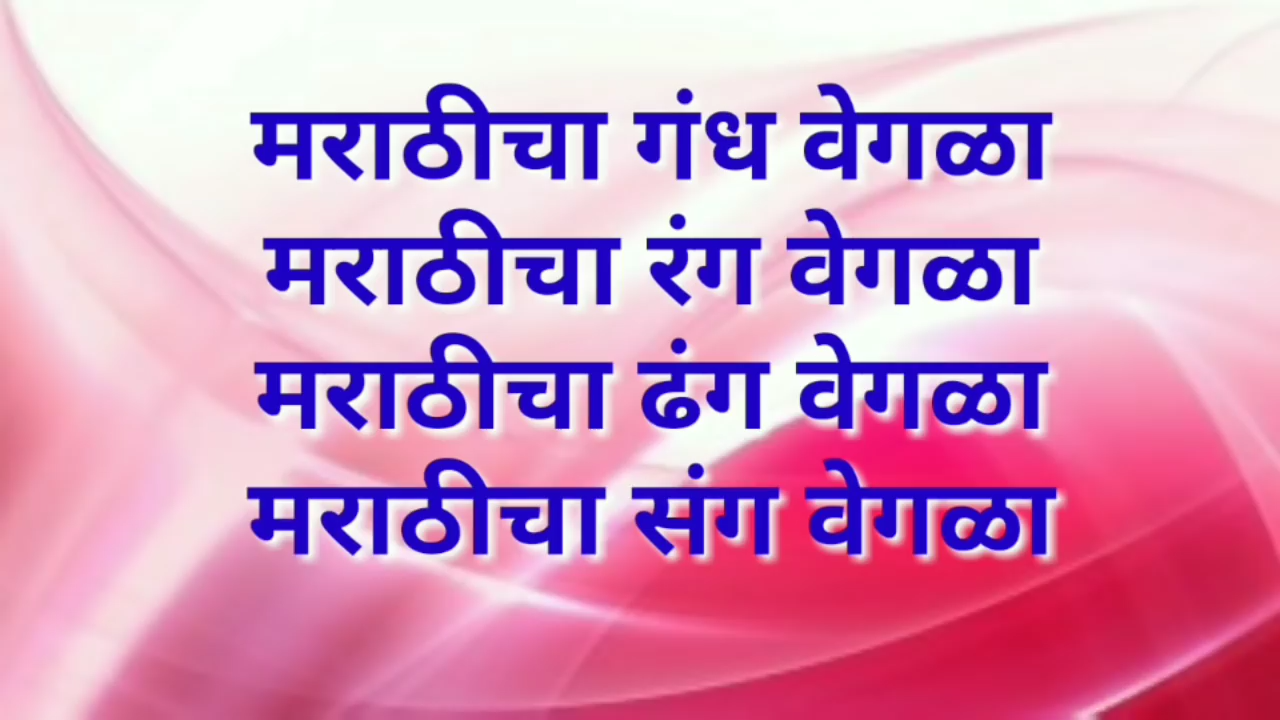 मराठीचा गंध वेगळा
मराठीचा रंग वेगळा
मराठीचा ढंग वेगळा
मराठीचा संग वेगळा